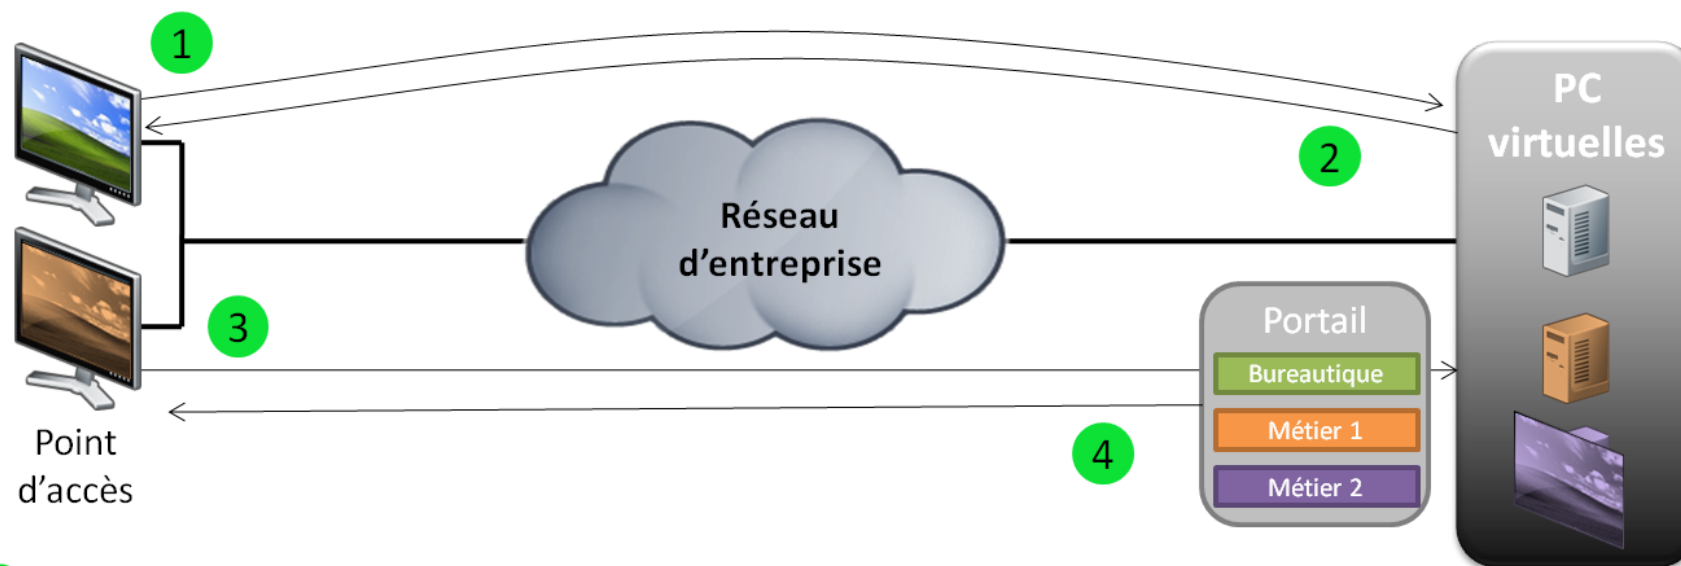 1
PC
virtuelles
2
Réseau
d'entreprise
3
Portail
Bureautique
Métier 1
Métier 2
4
Point
d'accès